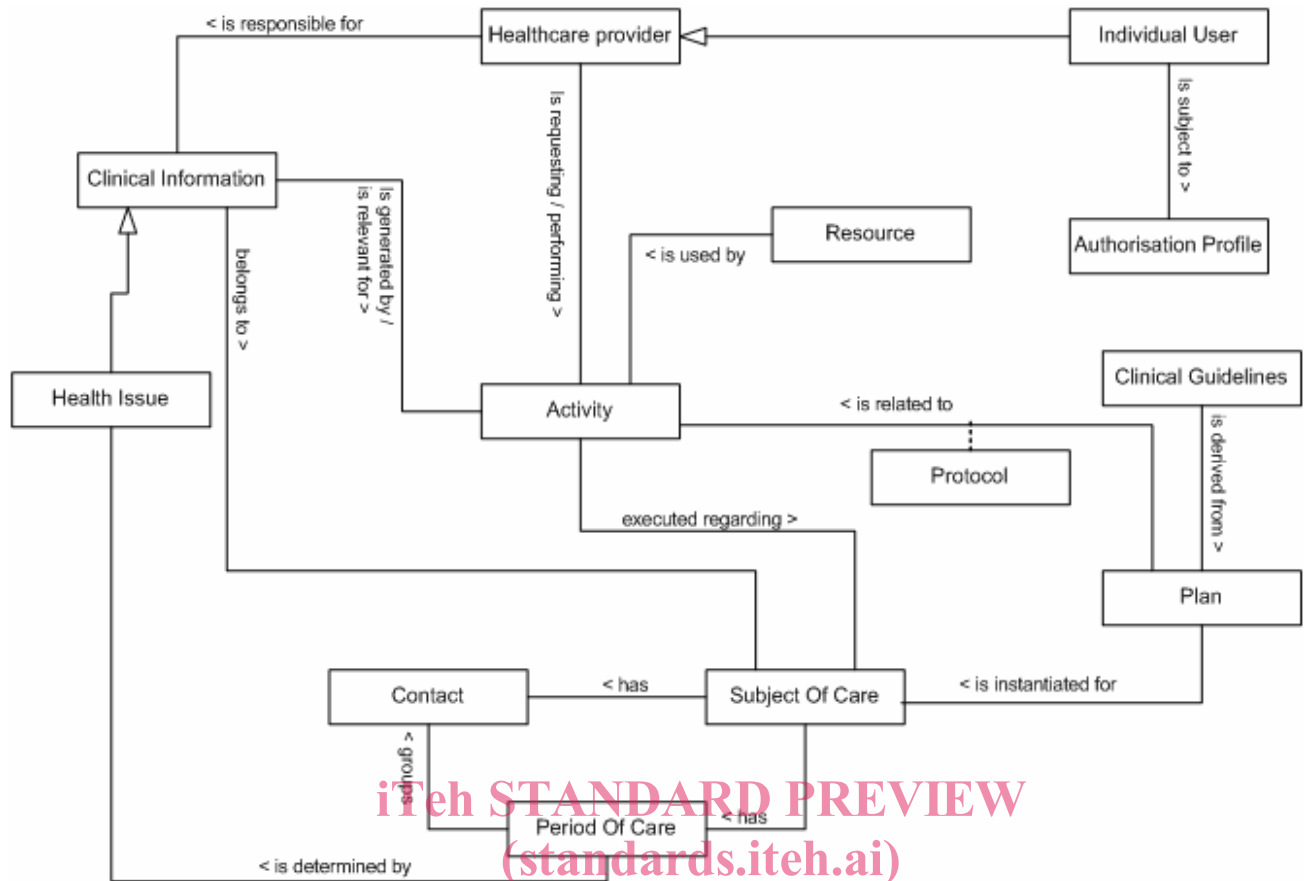 < is responsible for
Healthcare provider
Individual User
Is subject to >
Authorisation Profile
Clinical Information
Is generated by /
is relevant for >
Is requesting / performing >
Resource
< is used by
belongs to >
Health Issue
Activity
< is related to
Clinical Guidelines
is derived from >
Protocol
executed regarding >
Plan
Contact
< has
Subject Of Care
< is instantiated for
< groups
iTeh STANDARD PREVIEW
Period Of Care
< has
(standards.iteh.ai)
< is determined by